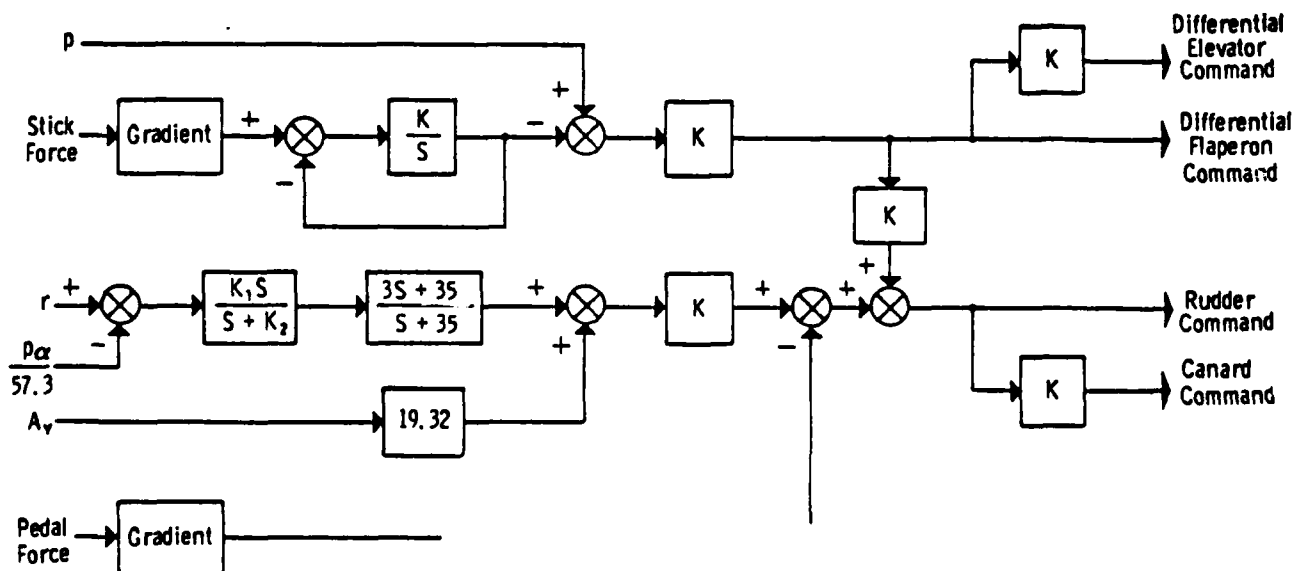 p
Stick
Force
Gradient
+
-
K
S
+
-
K
K
Differential
Elevator
Command
Differential
Flaperon
Command
K
+
r
+
-
pα
57.3
K₁S
S + K₂
3S + 35
S + 35
+
+
K
+
-
+
Rudder
Command
K
Canard
Command
Aᵧ
19.32
Pedal
Force
Gradient